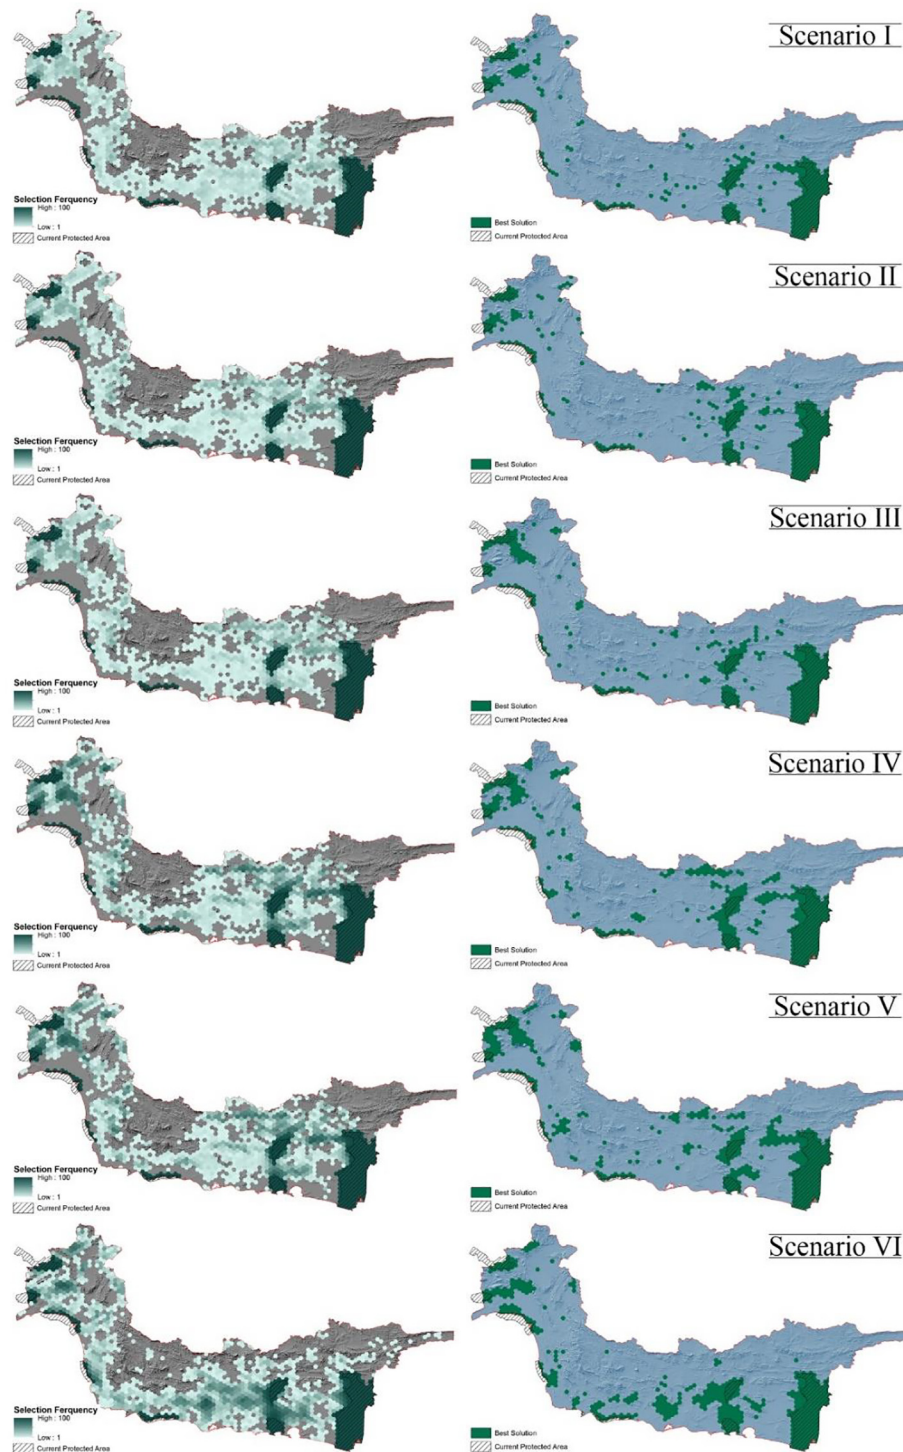 Scenario I
Selection Ferquency
High : 100
Low : 1
Current Protected Area
Best Solution
Current Protected Area
Scenario II
Selection Ferquency
High : 100
Low : 1
Current Protected Area
Best Solution
Current Protected Area
Scenario III
Selection Ferquency
High : 100
Low : 1
Current Protected Area
Best Solution
Current Protected Area
Scenario IV
Selection Ferquency
High : 100
Low : 1
Current Protected Area
Best Solution
Current Protected Area
Scenario V
Selection Ferquency
High : 100
Low : 1
Current Protected Area
Best Solution
Current Protected Area
Scenario VI
Selection Ferquency
High : 100
Low : 1
Current Protected Area
Best Solution
Current Protected Area